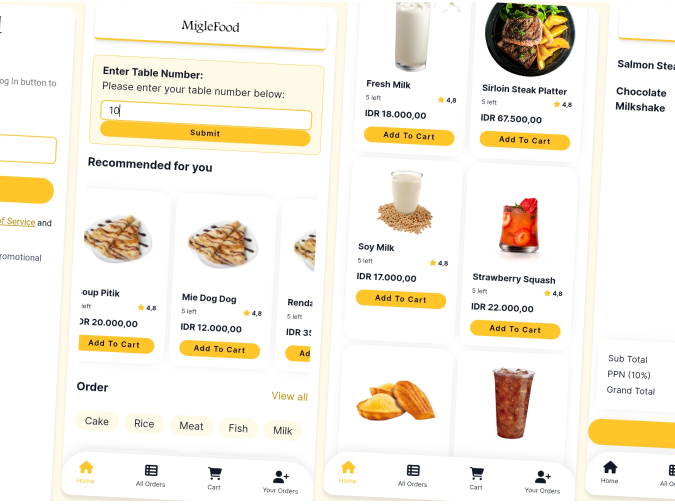 og In button to
of Service and
romotional
MigleFood
Enter Table Number:
Please enter your table number below:
10
Submit
Recommended for you
oup Pitik
left
4,8
DR 20.000,00
Add To Cart
Mie Dog Dog
5 left
4,8
IDR 12.000,00
Add To Cart
Renda
5 left
IDR 35
Ad
Order
View all
Cake
Rice
Meat
Fish
Milk
Home
All Orders
Cart
Your Orders
Fresh Milk
5 left
4,8
IDR 18.000,00
Add To Cart
Sirloin Steak Platter
5 left
4,8
IDR 67.500,00
Add To Cart
Soy Milk
5 left
4,8
IDR 17.000,00
Add To Cart
Strawberry Squash
5 left
4,8
IDR 22.000,00
Add To Cart
Home
All Orders
Cart
Your Orders
Salmon Stea
Chocolate
Milkshake
Sub Total
PPN (10%)
Grand Total
Home
All O